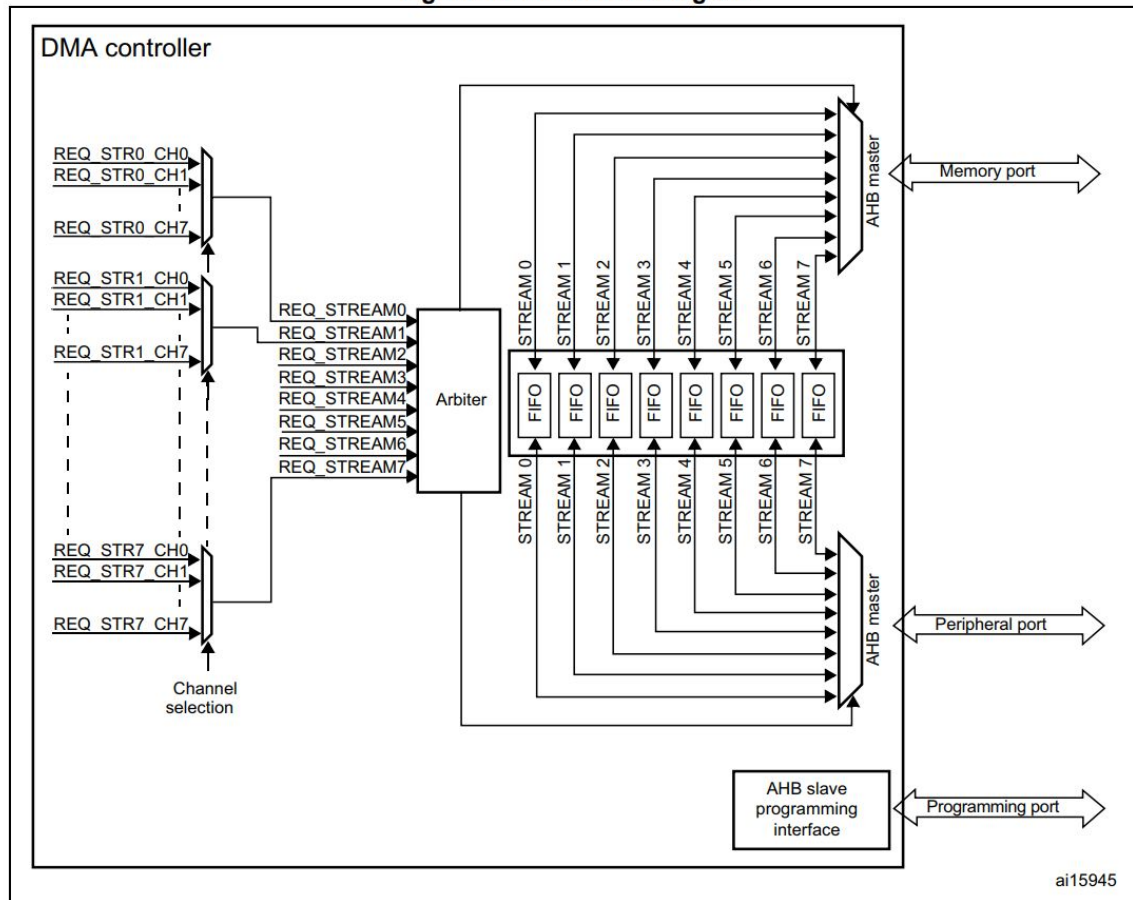 DMA controller
REQ_STR0_CH0
REQ_STR0_CH1
REQ_STR0_CH7
REQ_STR1_CH0
REQ_STR1_CH1
REQ_STR1_CH7
REQ_STR7_CH0
REQ_STR7_CH1
REQ_STR7_CH7
Channel
selection
REQ_STREAM0
REQ_STREAM1
REQ_STREAM2
REQ_STREAM3
REQ_STREAM4
REQ_STREAM5
REQ_STREAM6
REQ_STREAM7
Arbiter
STREAM 0
STREAM 1
STREAM 2
STREAM 3
STREAM 4
STREAM 5
STREAM 6
STREAM 7
FIFO
FIFO
FIFO
FIFO
FIFO
FIFO
FIFO
FIFO
STREAM 0
STREAM 1
STREAM 2
STREAM 3
STREAM 4
STREAM 5
STREAM 6
STREAM 7
AHB master
Memory port
AHB master
Peripheral port
AHB slave
programming
interface
Programming port
ai15945